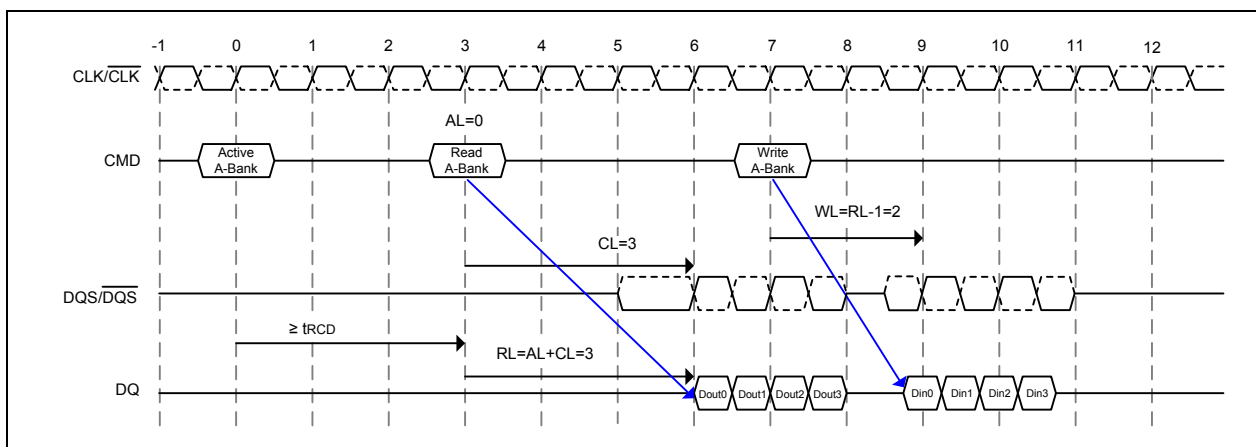 -1 0 1 2 3 4 5 6 7 8 9 10 11 12
CLK/CLK
AL=0
CMD
Active
A-Bank
Read
A-Bank
Write
A-Bank
WL=RL-1=2
CL=3
DQS/DQS
≥ tRCD
RL=AL+CL=3
DQ
Dout0 Dout1 Dout2 Dout3 Din0 Din1 Din2 Din3